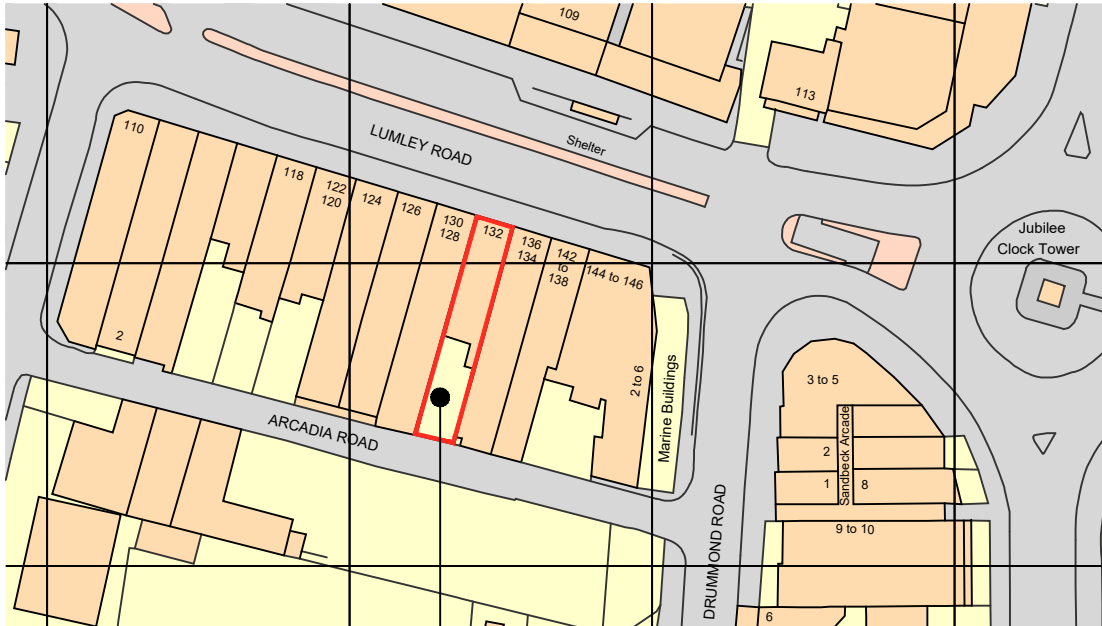 109
113
LUMLEY ROAD
Shelter
110
118
122
120
124
126
130
128
132
136
134
142
to
138
144 to 146
Jubilee
Clock Tower
2
2 to 6
Marine Buildings
3 to 5
ARCADIA ROAD
Sandbeck Arcade
2
1
8
9 to 10
DRUMMOND ROAD
6